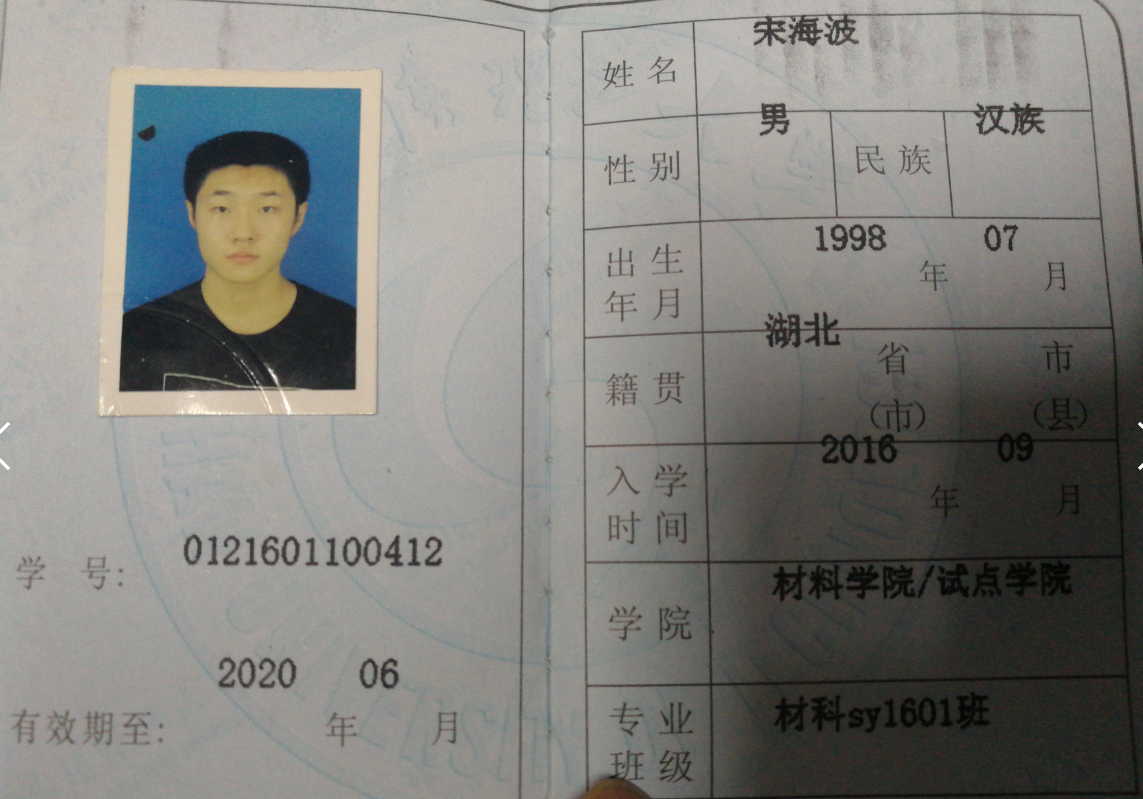 学 号: 0121601100412
2020 06
有效期至: 年 月
宋海波
姓 名
男 汉族
性 别 民 族
1998 07
出 生 年 月
年 月
湖北
省 市
籍 贯
(市) (县)
2016 09
入 学
年 月
时 间
材料学院/试点学院
学 院
专 业 材科sy1601班
班 级